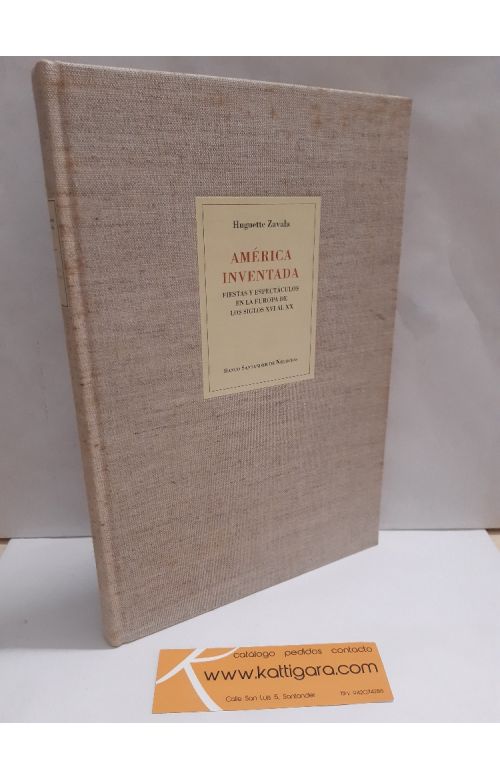 Huguette Zavala
AMÉRICA
INVENTADA
FIESTAS Y ESPECTÁCULOS
EN LA EUROPA DE
LOS SIGLOS XVI AL XX
BANCO SANTANDER DE NEGOCIOS
catálogo pedidos contacto
www.kattigara.com
Calle San Luis 5, Santander